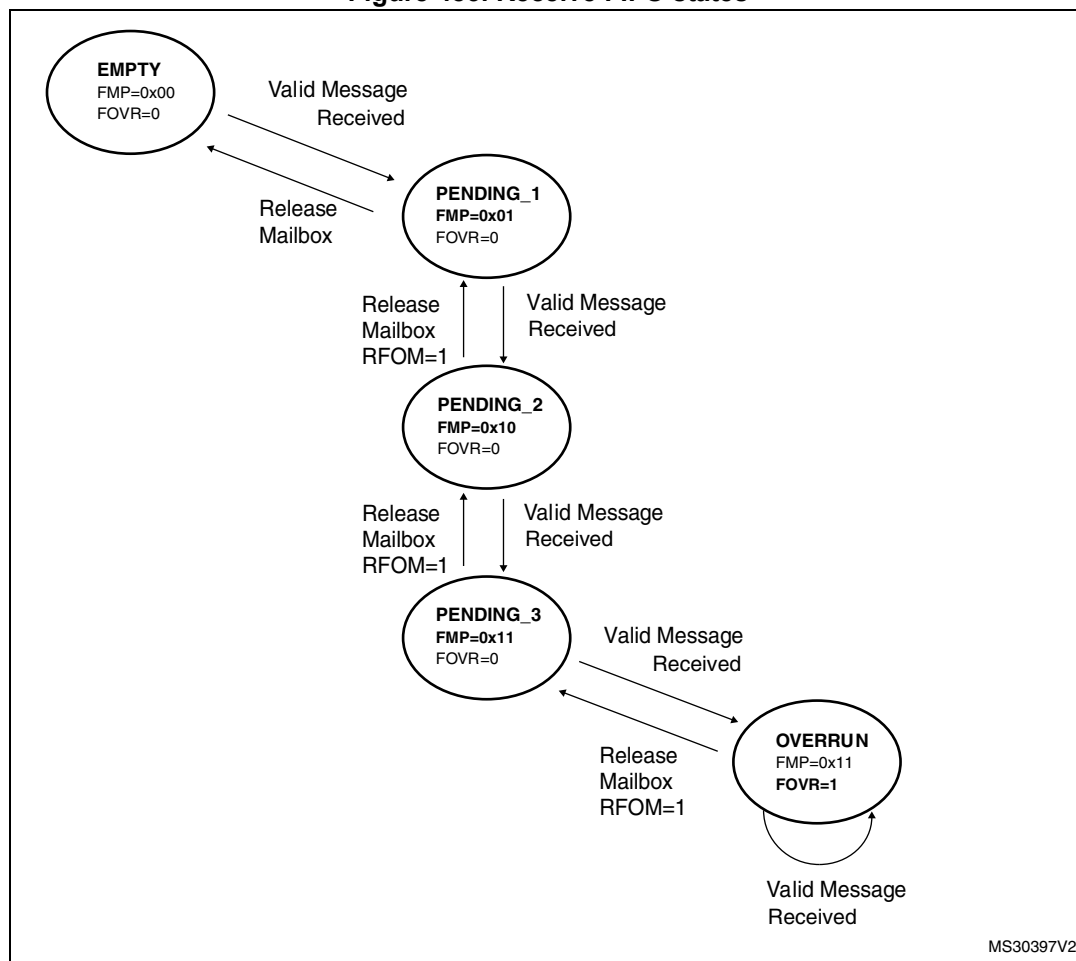 EMPTY
FMP=0x00
FOVR=0
Valid Message
Received
Release
Mailbox
PENDING_1
FMP=0x01
FOVR=0
Release
Mailbox
RFOM=1
Valid Message
Received
PENDING_2
FMP=0x10
FOVR=0
Release
Mailbox
RFOM=1
Valid Message
Received
PENDING_3
FMP=0x11
FOVR=0
Valid Message
Received
Release
Mailbox
RFOM=1
OVERRUN
FMP=0x11
FOVR=1
Valid Message
Received
MS30397V2